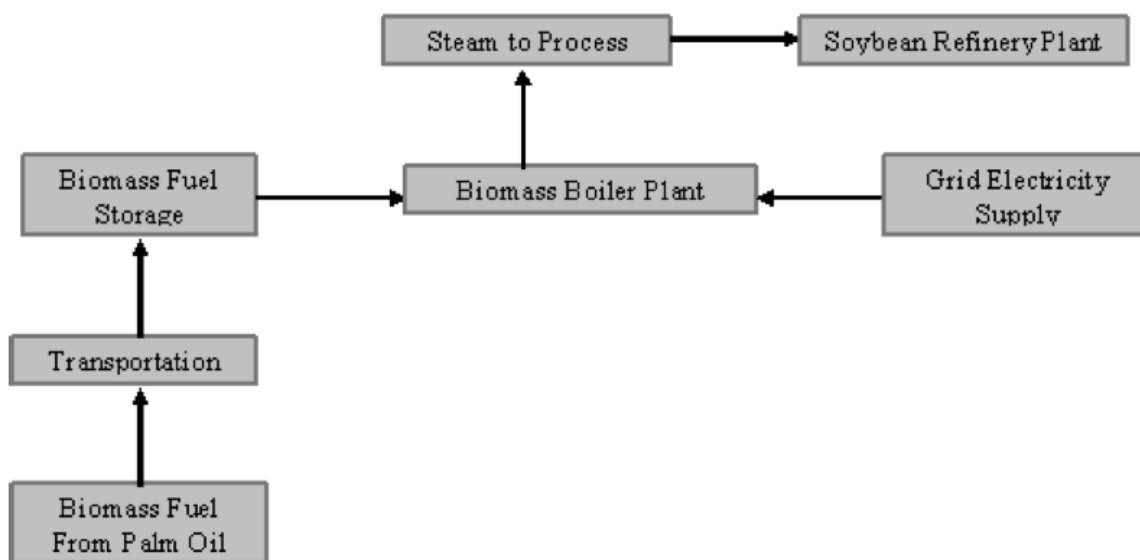 Steam to Process
Soybean Refinery Plant
Biomass Fuel
Storage
Biomass Boiler Plant
Grid Electricity
Supply
Transportation
Biomass Fuel
From Palm Oil